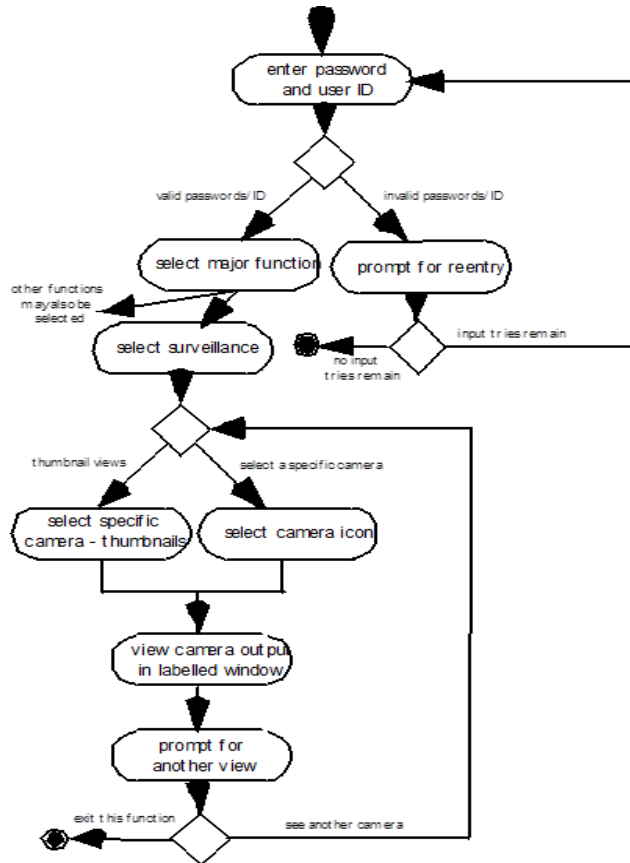 enter password
and user ID
valid passwords/ID
invalid passwords/ID
select major function
prompt for reentry
other functions
may also be
selected
input tries remain
select surveillance
no input
tries remain
thumbnail views
select a specific camera
select specific
camera - thumbnails
select camera icon
view camera output
in labelled window
prompt for
another view
exit this function
see another camera